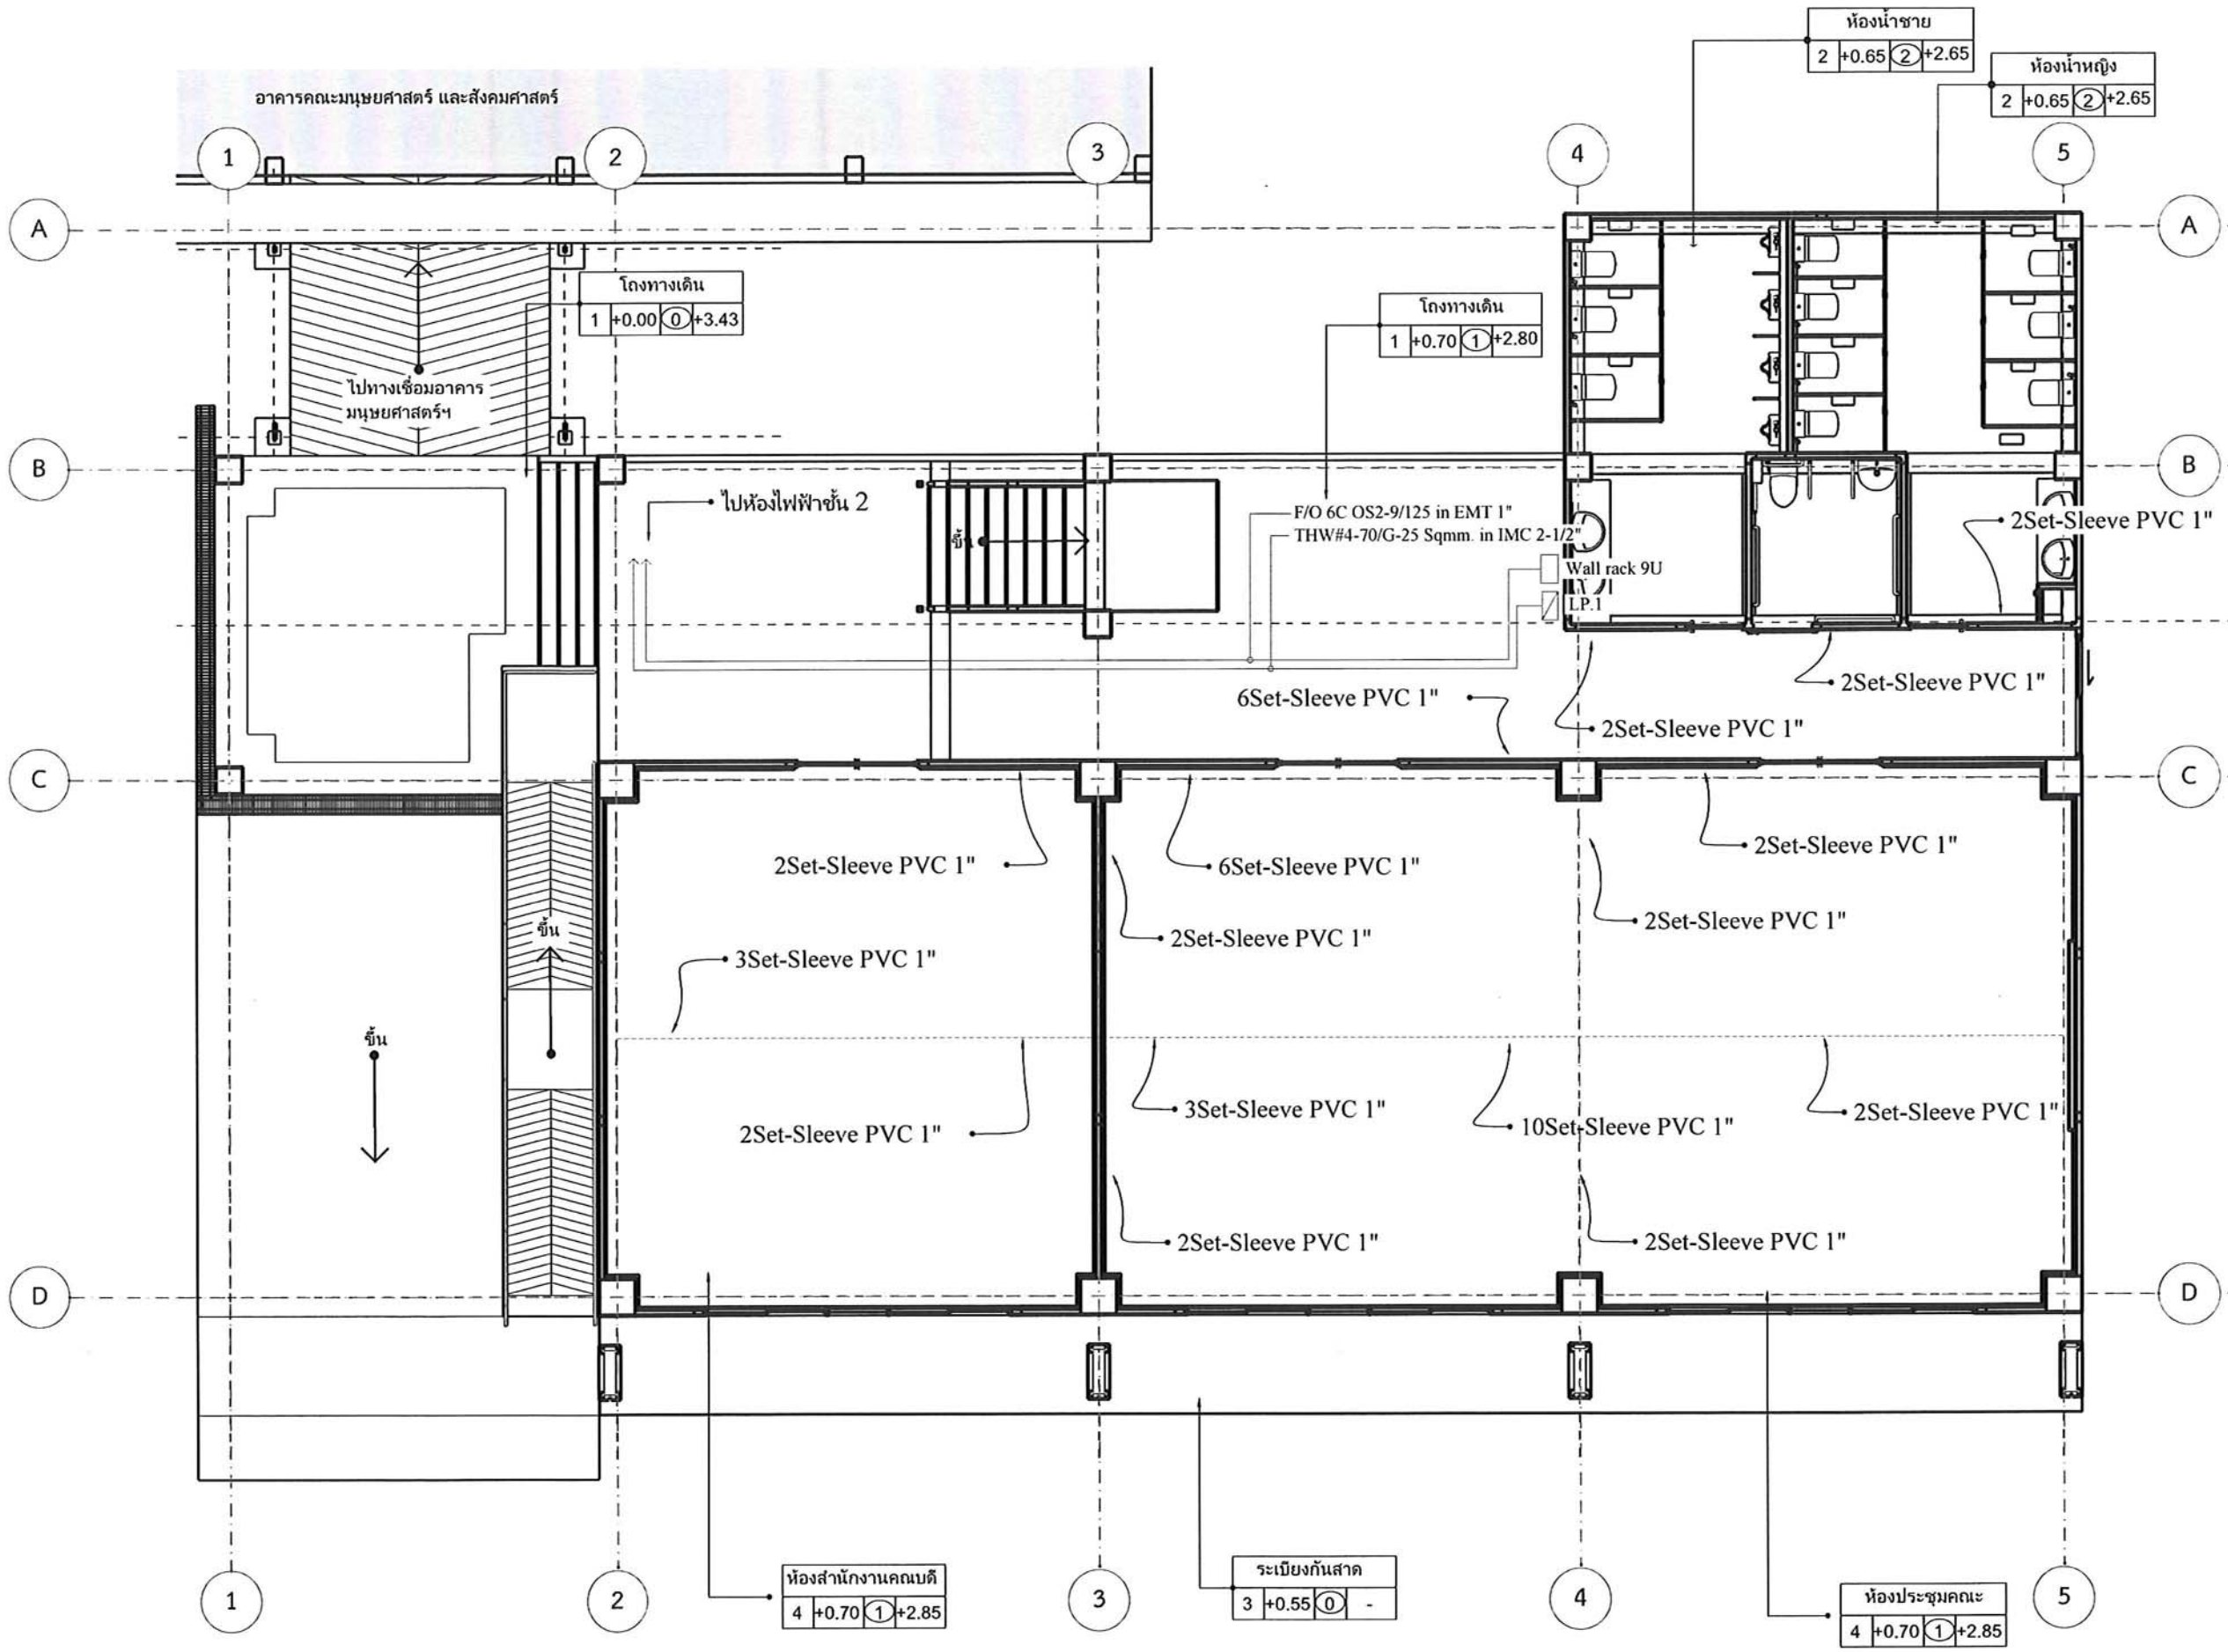 ห้องน้ำชาย
2 +0.65 2 +2.65
ห้องน้ำหญิง
2 +0.65 2 +2.65
อาคารคณะมนุษยศาสตร์ และสังคมศาสตร์
1
2
3
4
5
A
A
โถงทางเดิน
1 +0.00 0 +3.43
โถงทางเดิน
1 +0.70 1 +2.80
ไปทางเชื่อมอาคาร
มนุษยศาสตร์ฯ
B
B
ไปห้องไฟฟ้าชั้น 2
ขึ้น
F/O 6C OS2-9/125 in EMT 1"
THW#4-70/G-25 Sqmm. in IMC 2-1/2"
2Set-Sleeve PVC 1"
Wall rack 9U
LP.1
6Set-Sleeve PVC 1"
2Set-Sleeve PVC 1"
2Set-Sleeve PVC 1"
C
C
2Set-Sleeve PVC 1"
6Set-Sleeve PVC 1"
2Set-Sleeve PVC 1"
ขึ้น
2Set-Sleeve PVC 1"
2Set-Sleeve PVC 1"
3Set-Sleeve PVC 1"
ขึ้น
2Set-Sleeve PVC 1"
3Set-Sleeve PVC 1"
10Set-Sleeve PVC 1"
2Set-Sleeve PVC 1"
2Set-Sleeve PVC 1"
2Set-Sleeve PVC 1"
D
D
ห้องสำนักงานคณบดี
4 +0.70 1 +2.85
ระเบียงกันสาด
3 +0.55 0 -
ห้องประชุมคณะ
4 +0.70 1 +2.85
1
2
3
4
5